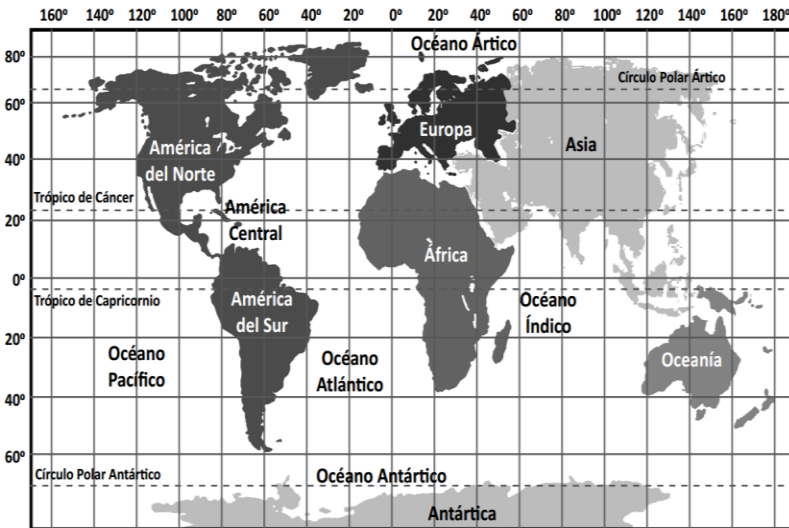 160º 140º 120º 100º 80º 60º 40º 20 0º 20º 40º 60º 80º 100º 120º 140º 160º 180º
Océano Ártico
80º
Círculo Polar Ártico
60º
Europa
Asia
América
del Norte
40º
Trópico de Cáncer
20º
América
Central
África
0º
Trópico de Capricornio
América
del Sur
Océano
Índico
20º
Océano
Pacífico
Océano
Atlántico
Oceanía
40º
60º
Círculo Polar Antártico
Océano Antártico
Antártica